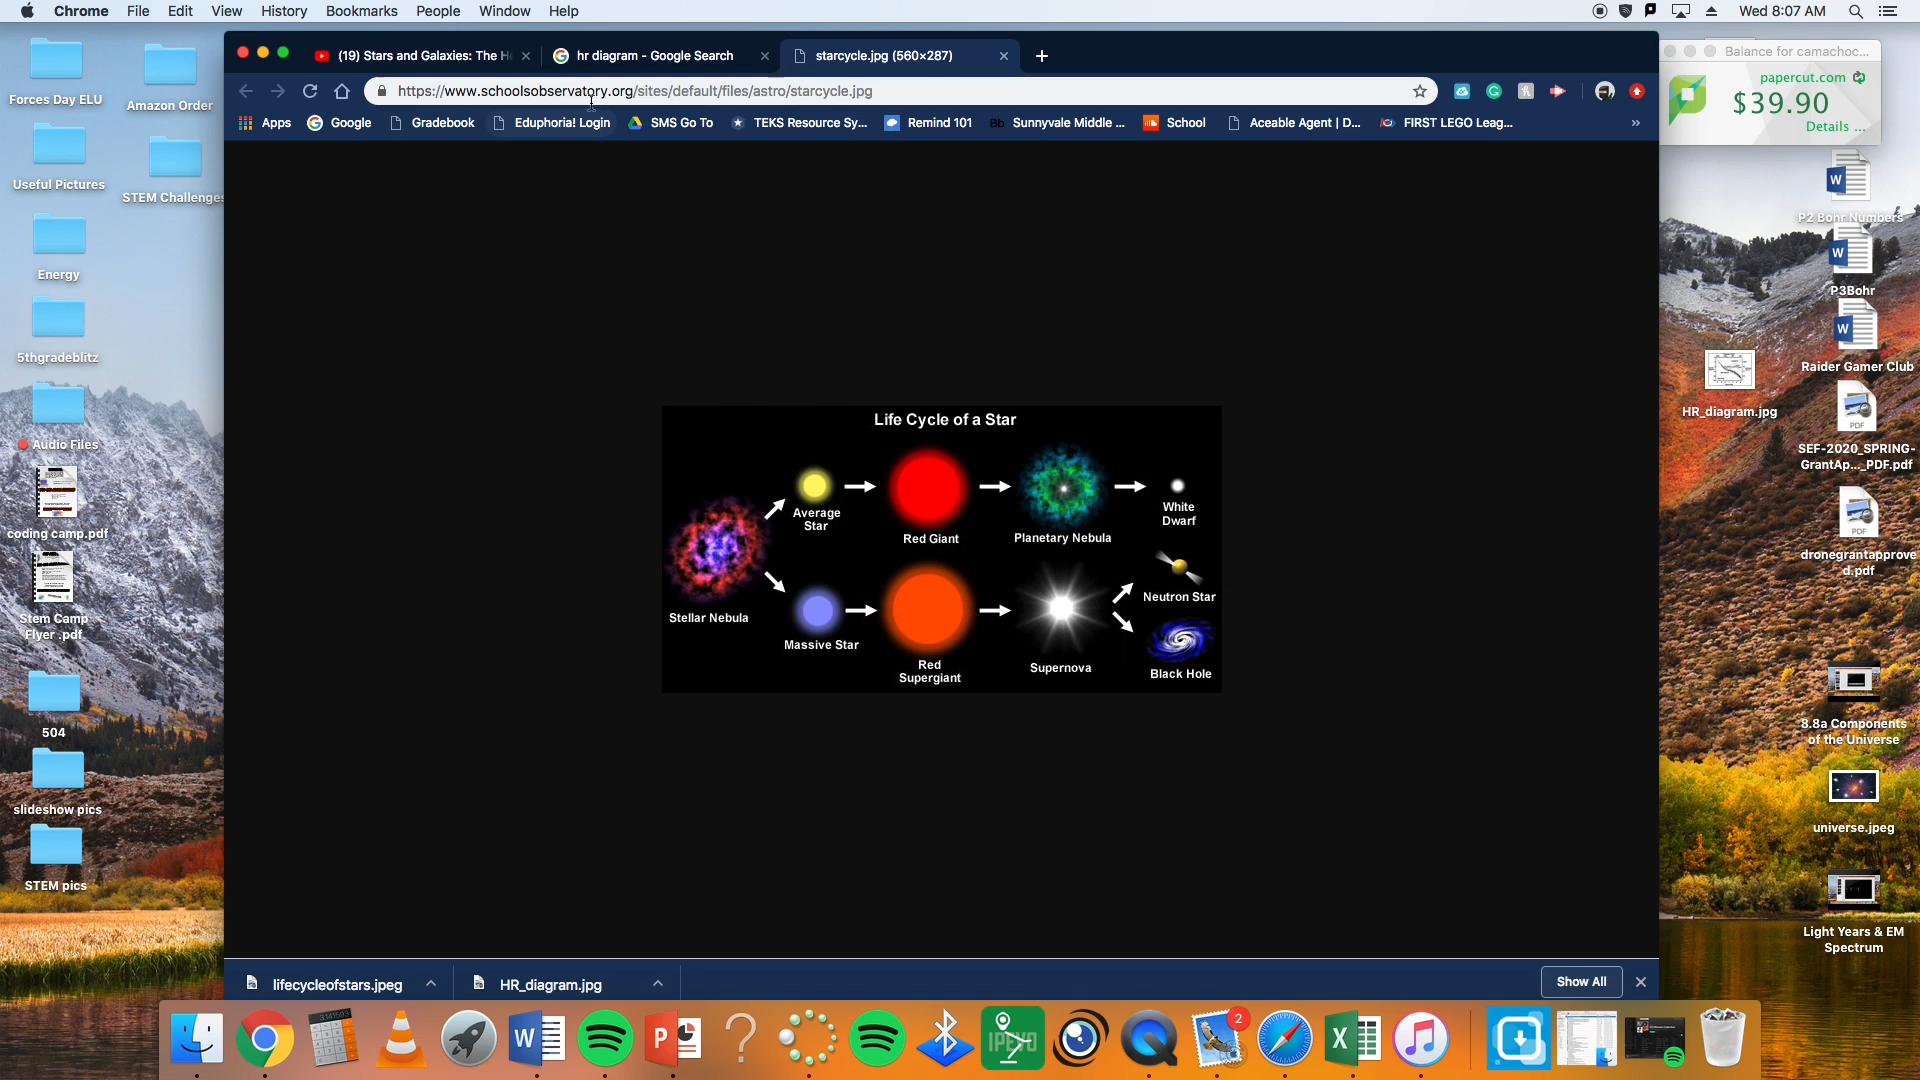 Chrome File Edit View History Bookmarks People Window Help
Wed 8:07 AM
(19) Stars and Galaxies: The H
hr diagram - Google Search
starcycle.jpg (560×287)
https://www.schoolsobservatory.org/sites/default/files/astro/starcycle.jpg
Apps Google Gradebook Eduphoria! Login SMS Go To TEKS Resource Sy... Remind 101 Bb Sunnyvale Middle ... School Aceable Agent | D... FIRST LEGO Leag... »
Balance for camachoc...
papercut.com
$39.90
Details ...
Forces Day ELU
Amazon Order
Useful Pictures
STEM Challenges
Energy
5thgradeblitz
Audio Files
coding camp.pdf
Stem Camp
Flyer .pdf
504
slideshow pics
STEM pics
Life Cycle of a Star
Stellar Nebula
Average
Star
Red Giant
Planetary Nebula
White
Dwarf
Massive Star
Red
Supergiant
Supernova
Neutron Star
Black Hole
P2 Bohr Numbers
P3Bohr
Raider Gamer Club
HR_diagram.jpg
PDF
SEF-2020_SPRING-
GrantAp..._PDF.pdf
PDF
dronegrantapprove
d.pdf
8.8a Components
of the Universe
universe.jpeg
Light Years & EM
Spectrum
lifecycleofstars.jpeg
HR_diagram.jpg
Show All
3.141593
IPEVO
2